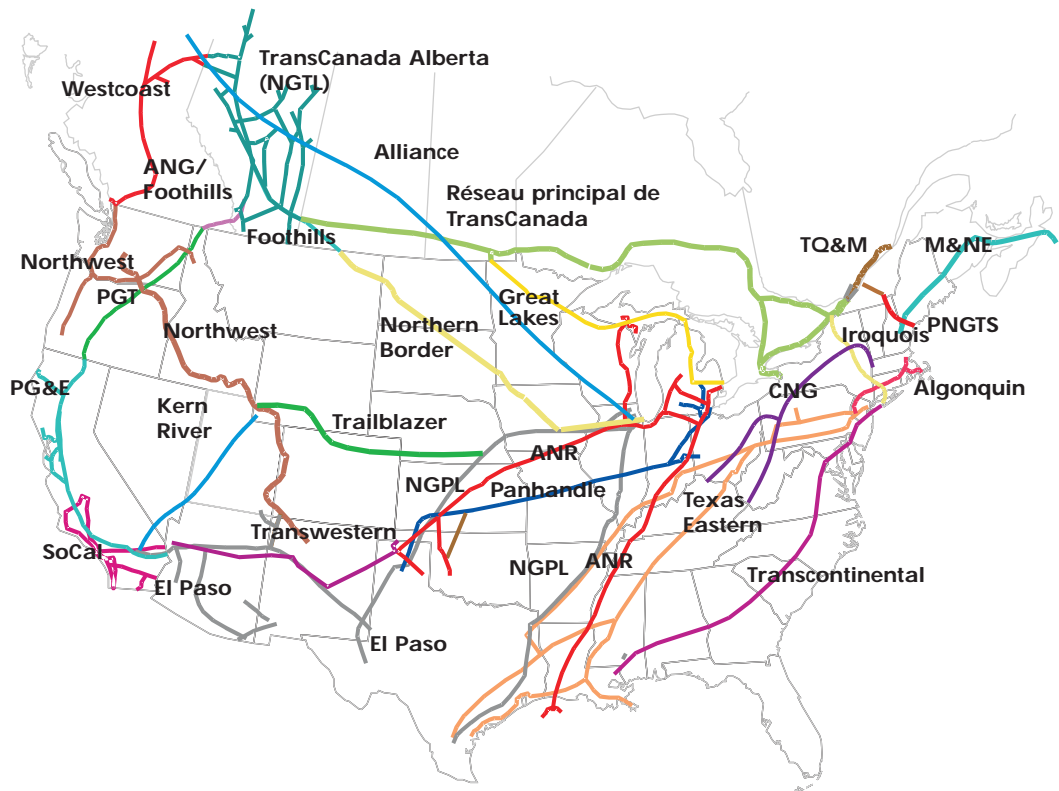 TransCanada Alberta
(NGTL)
Westcoast
Alliance
ANG/
Foothills
Réseau principal de
TransCanada
Foothills
TQ&M
M&NE
Northwest
PGT
Great
Lakes
Northwest
Northern
Border
Iroquois
PNGTS
PG&E
Kern
River
Trailblazer
CNG
Algonquin
ANR
NGPL
Panhandle
Texas
Eastern
Transwestern
SoCal
NGPL
ANR
Transcontinental
El Paso
El Paso